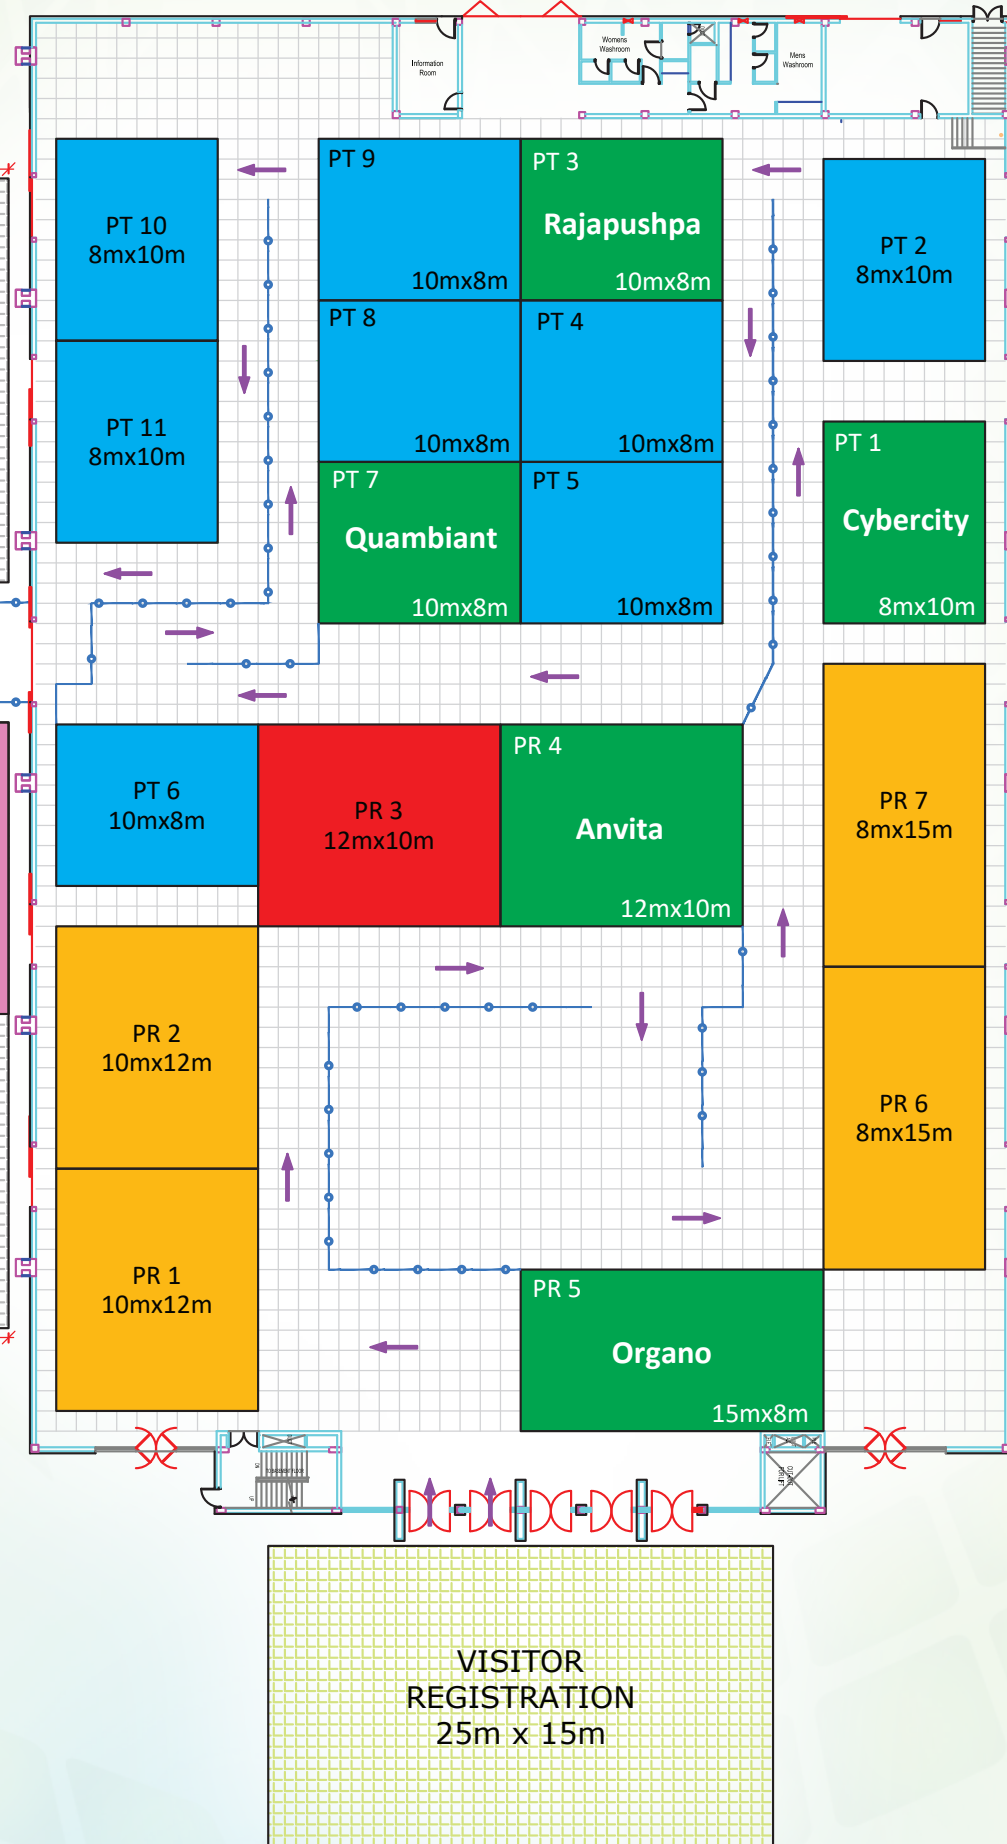 Information
Room
Womens
Washroom
Mens
Washroom
PT 10
8mx10m
PT 9
10mx8m
PT 3
Rajapushpa
10mx8m
PT 2
8mx10m
PT 8
10mx8m
PT 4
10mx8m
PT 11
8mx10m
PT 7
Quambiant
10mx8m
PT 5
10mx8m
PT 1
Cybercity
8mx10m
PT 6
10mx8m
PR 3
12mx10m
PR 4
Anvita
12mx10m
PR 7
8mx15m
PR 2
10mx12m
PR 6
8mx15m
PR 1
10mx12m
PR 5
Organo
15mx8m
VISITOR
REGISTRATION
25m x 15m